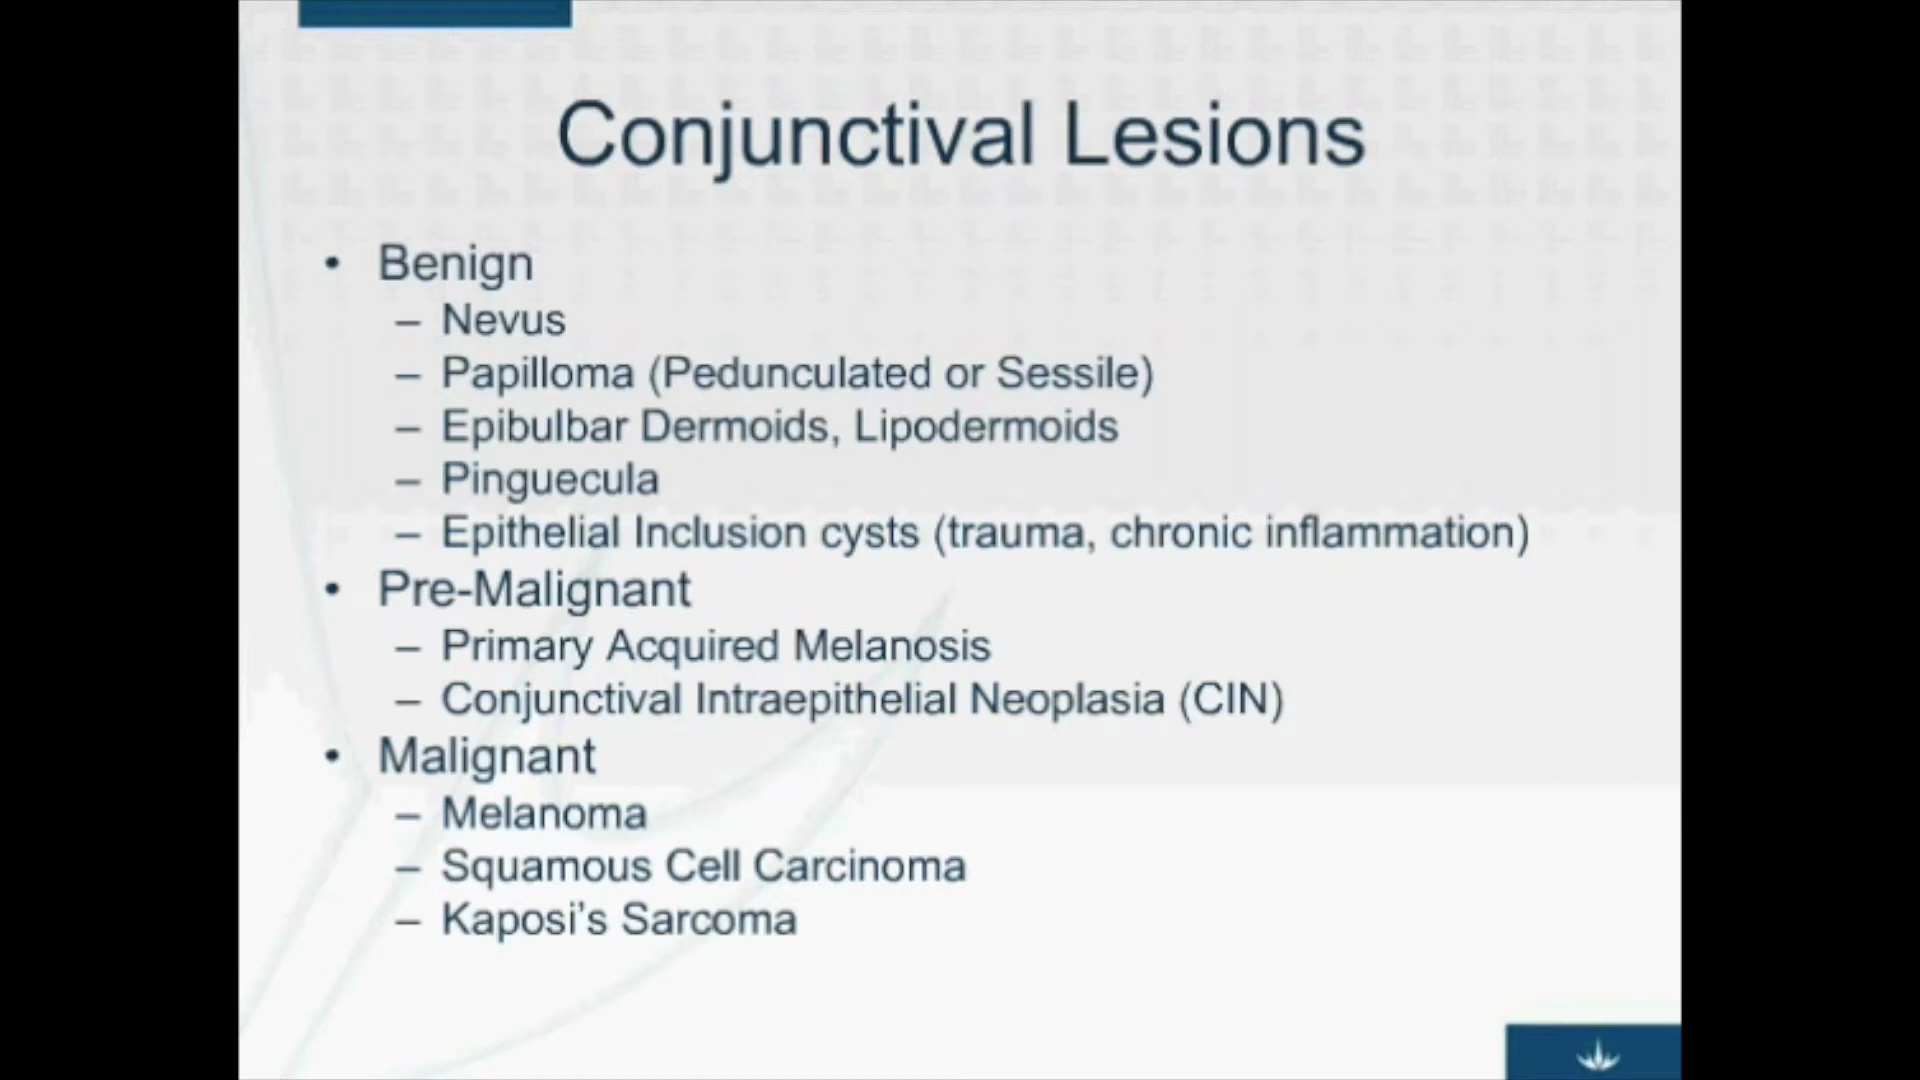 Conjunctival Lesions
• Benign
– Nevus
– Papilloma (Pedunculated or Sessile)
– Epibulbar Dermoids, Lipodermoids
– Pinguecula
– Epithelial Inclusion cysts (trauma, chronic inflammation)
• Pre-Malignant
– Primary Acquired Melanosis
– Conjunctival Intraepithelial Neoplasia (CIN)
• Malignant
– Melanoma
– Squamous Cell Carcinoma
– Kaposi’s Sarcoma